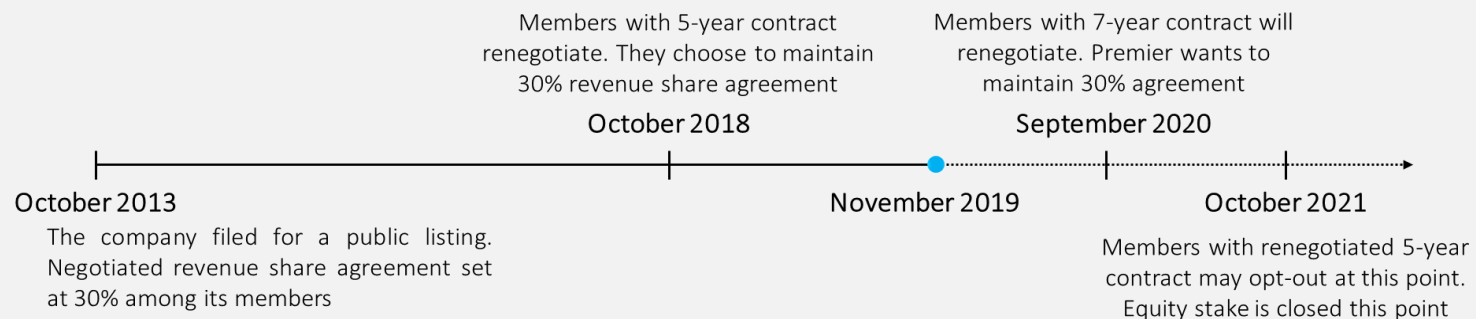 Members with 5-year contract
renegotiate. They choose to maintain
30% revenue share agreement
October 2018
Members with 7-year contract will
renegotiate. Premier wants to
maintain 30% agreement
September 2020
October 2013
The company filed for a public listing.
Negotiated revenue share agreement set
at 30% among its members
November 2019
October 2021
Members with renegotiated 5-year
contract may opt-out at this point.
Equity stake is closed this point